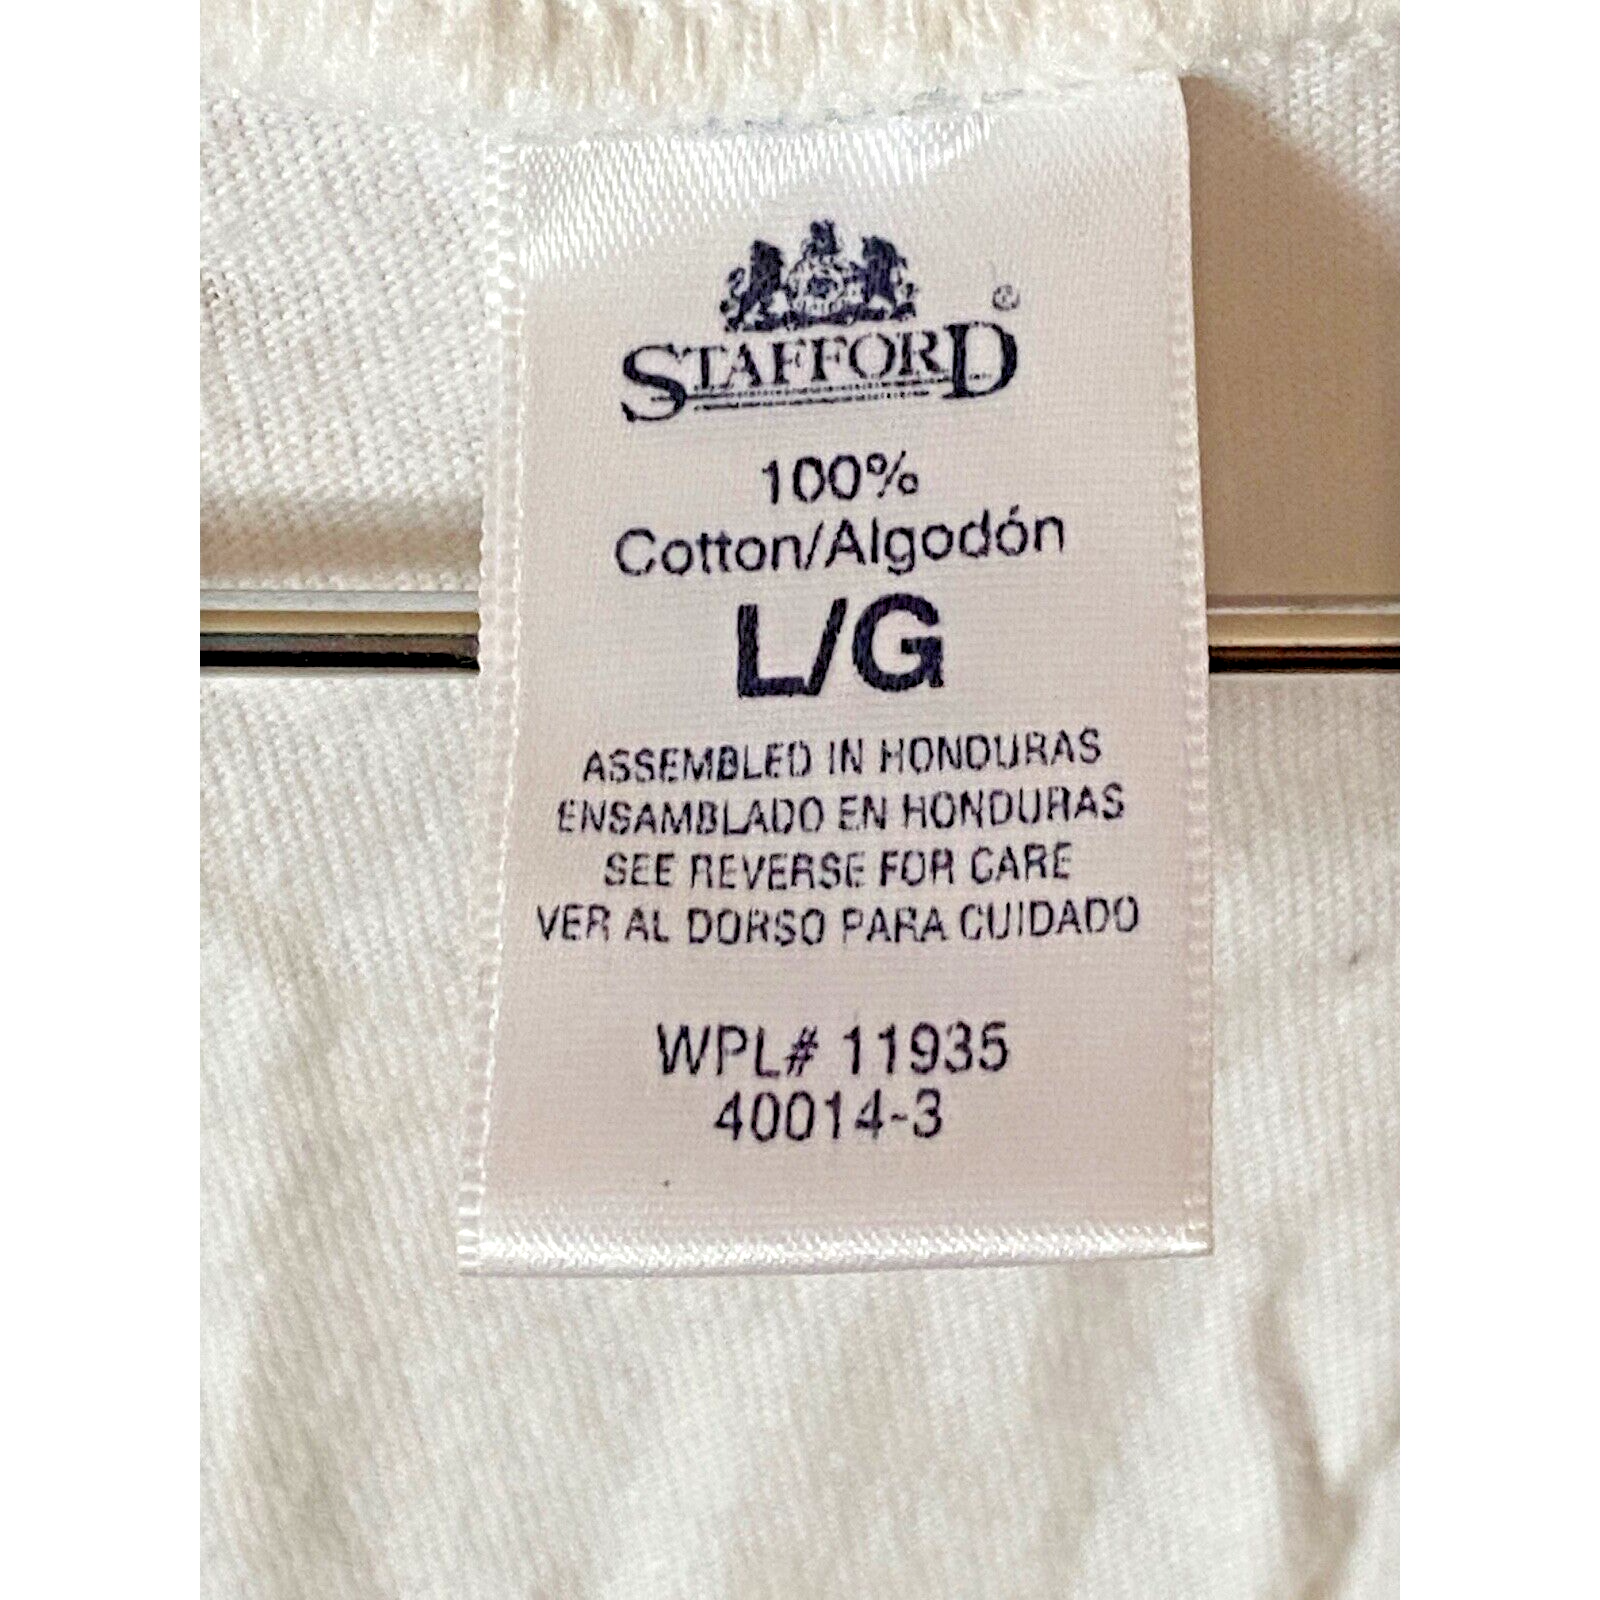 STAFFORD®
100%
Cotton/Algodón
L/G
ASSEMBLED IN HONDURAS
ENSAMBLADO EN HONDURAS
SEE REVERSE FOR CARE
VER AL DORSO PARA CUIDADO
WPL# 11935
40014-3